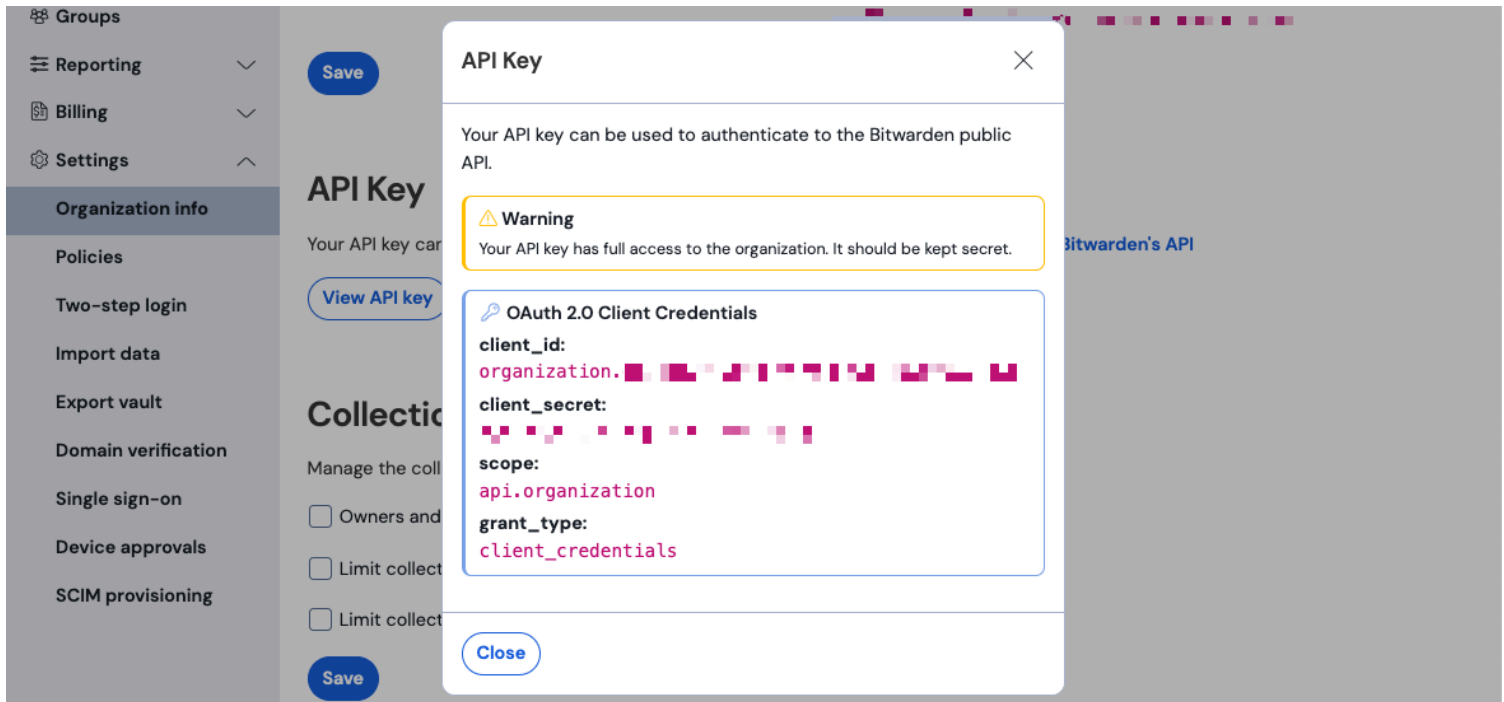 Groups
Reporting
Billing
Settings
Organization info
Policies
Two-step login
Import data
Export vault
Domain verification
Single sign-on
Device approvals
SCIM provisioning
Save
API Key
Your API key car
Bitwarden's API
View API key
Collectic
Manage the coll
Owners and
Limit collect
Limit collect
Save
API Key
Your API key can be used to authenticate to the Bitwarden public
API.
Warning
Your API key has full access to the organization. It should be kept secret.
OAuth 2.0 Client Credentials
client_id:
organization.
client_secret:
scope:
api.organization
grant_type:
client_credentials
Close